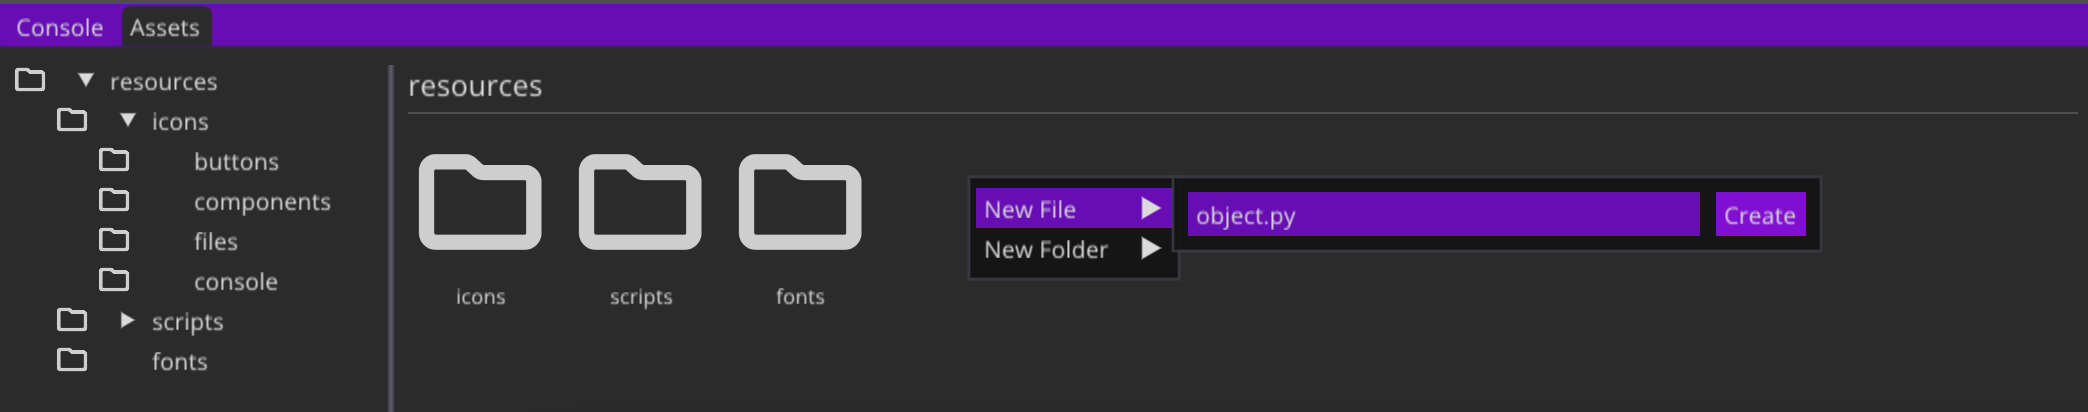 Console Assets
resources
icons
buttons
components
files
console
scripts
fonts
resources
icons scripts fonts
New File
New Folder
object.py Create